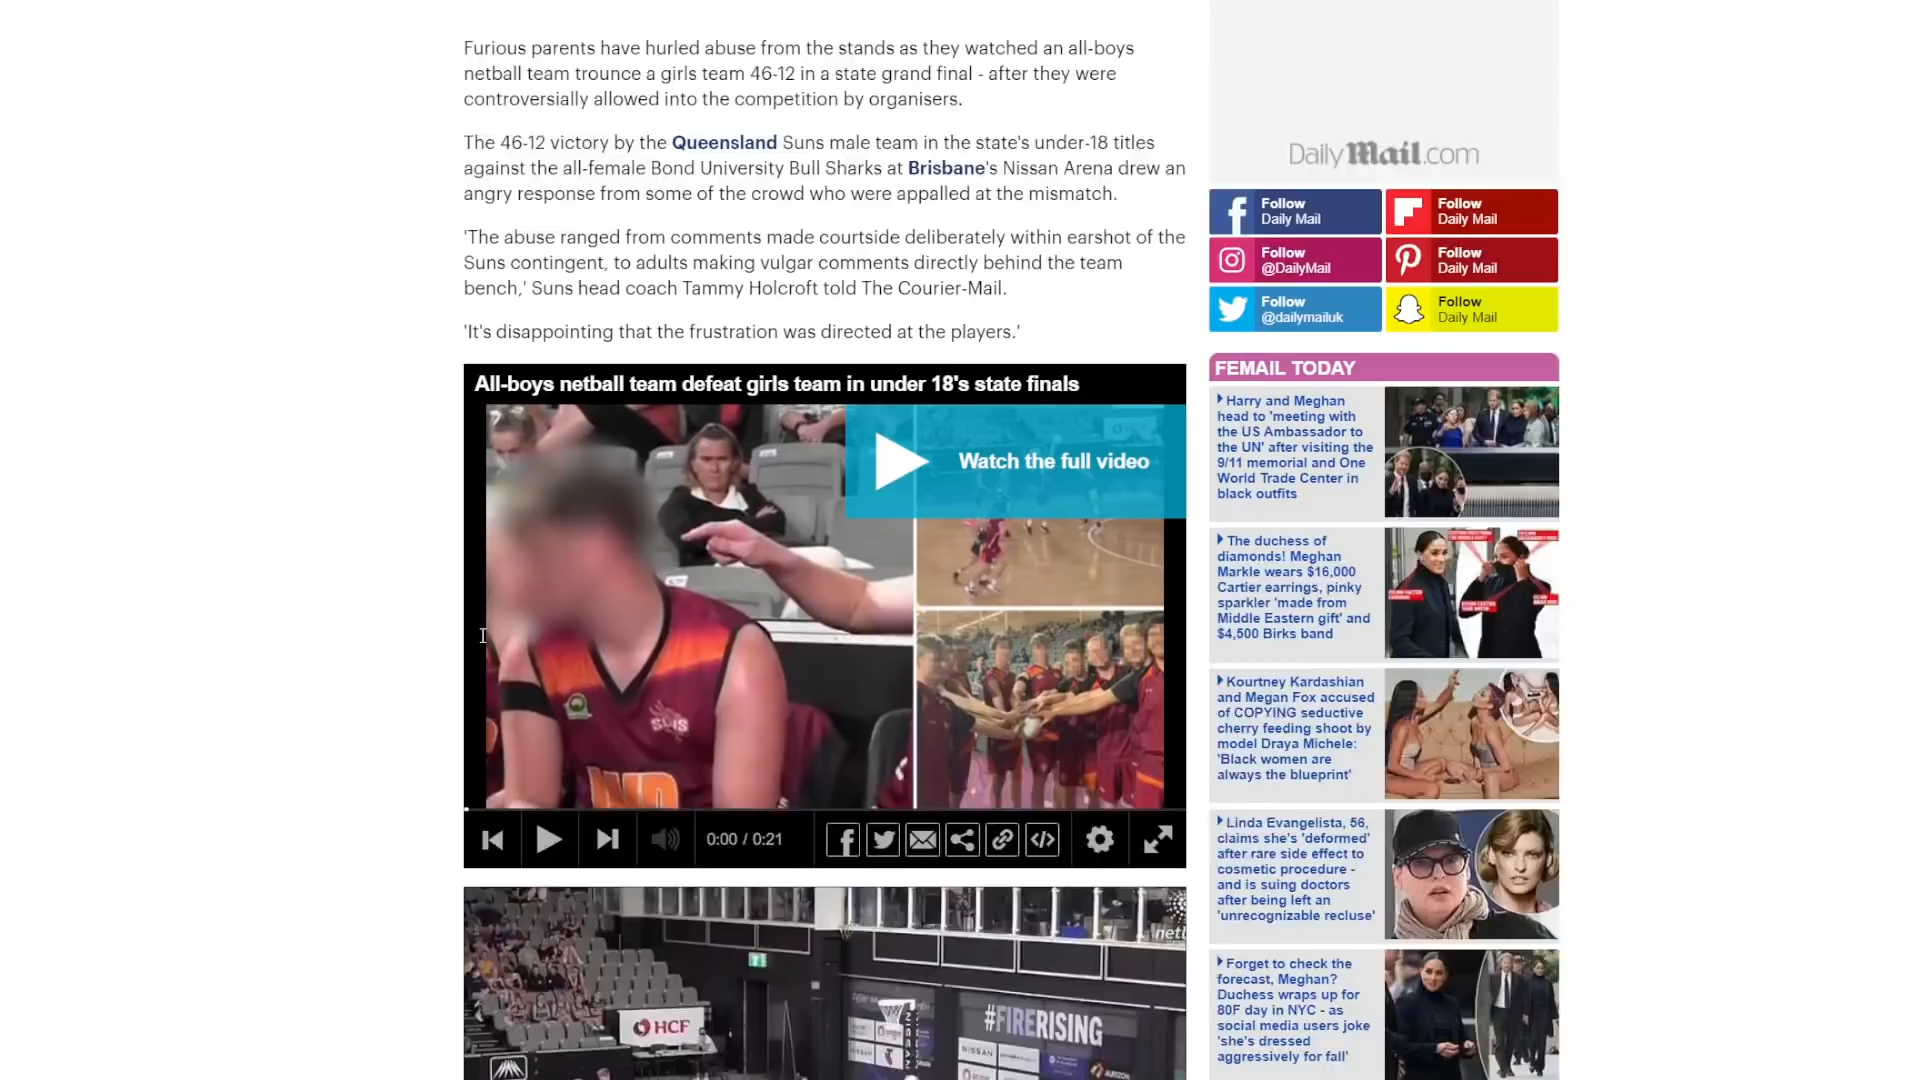 Furious parents have hurled abuse from the stands as they watched an all-boys
netball team trounce a girls team 46-12 in a state grand final - after they were
controversially allowed into the competition by organisers.
The 46-12 victory by the Queensland Suns male team in the state's under-18 titles
against the all-female Bond University Bull Sharks at Brisbane's Nissan Arena drew an
angry response from some of the crowd who were appalled at the mismatch.
'The abuse ranged from comments made courtside deliberately within earshot of the
Suns contingent, to adults making vulgar comments directly behind the team
bench,' Suns head coach Tammy Holcroft told The Courier-Mail.
'It's disappointing that the frustration was directed at the players.'
All-boys netball team defeat girls team in under 18's state finals
Watch the full video
SUNS
0:00 / 0:21
HCF
#FIRERISING
NISSAN
DailyMail.com
Follow
Daily Mail
Follow
Daily Mail
Follow
@DailyMail
Follow
Daily Mail
Follow
@dailymailuk
Follow
Daily Mail
FEMAIL TODAY
Harry and Meghan
head to 'meeting with
the US Ambassador to
the UN' after visiting the
9/11 memorial and One
World Trade Center in
black outfits
The duchess of
diamonds! Meghan
Markle wears $16,000
Cartier earrings, pinky
sparkler 'made from
Middle Eastern gift' and
$4,500 Birks band
Kourtney Kardashian
and Megan Fox accused
of COPYING seductive
cherry feeding shoot by
model Draya Michele:
'Black women are
always the blueprint'
Linda Evangelista, 56,
claims she's 'deformed'
after rare side effect to
cosmetic procedure -
and is suing doctors
after being left an
'unrecognizable recluse'
Forget to check the
forecast, Meghan?
Duchess wraps up for
80F day in NYC - as
social media users joke
'she's dressed
aggressively for fall'